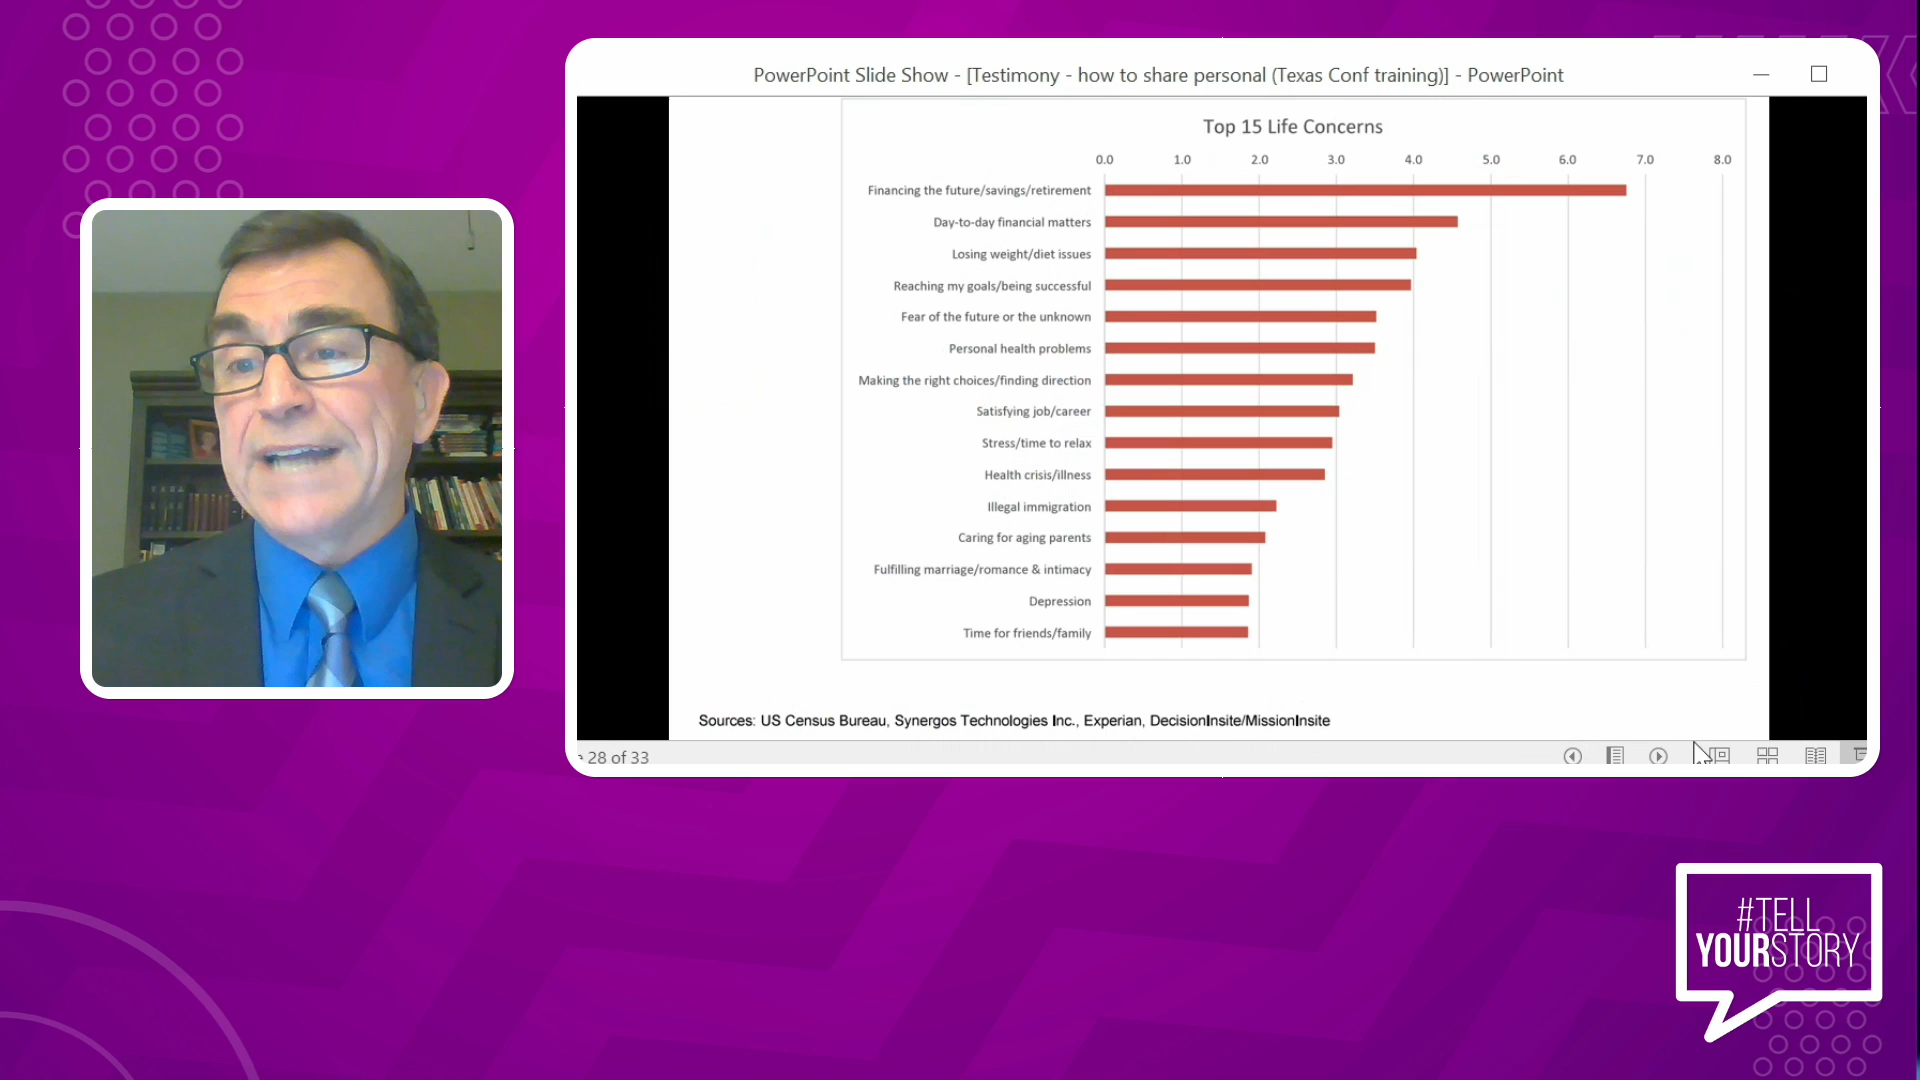 PowerPoint Slide Show - [Testimony - how to share personal (Texas Conf training)] - PowerPoint
Top 15 Life Concerns
0.0 1.0 2.0 3.0 4.0 5.0 6.0 7.0 8.0
Financing the future/savings/retirement
Day-to-day financial matters
Losing weight/diet issues
Reaching my goals/being successful
Fear of the future or the unknown
Personal health problems
Making the right choices/finding direction
Satisfying job/career
Stress/time to relax
Health crisis/illness
Illegal immigration
Caring for aging parents
Fulfilling marriage/romance & intimacy
Depression
Time for friends/family
Sources: US Census Bureau, Synergos Technologies Inc., Experian, DecisionInsite/MissionInsite
28 of 33
#TELL
YOURSTORY